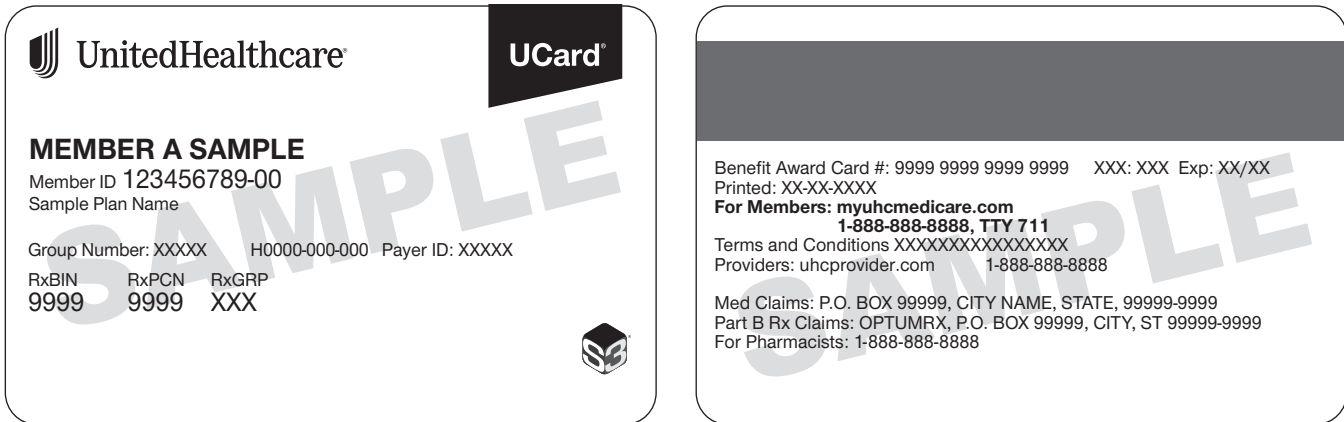 UnitedHealthcare®
UCard®
MEMBER A SAMPLE
Member ID 123456789-00
Sample Plan Name
Group Number: XXXXX H0000-000-000 Payer ID: XXXXX
RxBIN RxPCN RxGRP
9999 9999 XXX
S3
SAMPLE
Benefit Award Card #: 9999 9999 9999 9999 XXX: XXX Exp: XX/XX
Printed: XX-XX-XXXX
For Members: myuhcmedicare.com
1-888-888-8888, TTY 711
Terms and Conditions XXXXXXXXXXXXXXXX
Providers: uhcprovider.com 1-888-888-8888
Med Claims: P.O. BOX 99999, CITY NAME, STATE, 99999-9999
Part B Rx Claims: OPTUMRX, P.O. BOX 99999, CITY, ST 99999-9999
For Pharmacists: 1-888-888-8888
SAMPLE